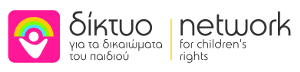 δίκτυο
για τα δικαιώματα
του παιδιού
network
for children's
rights